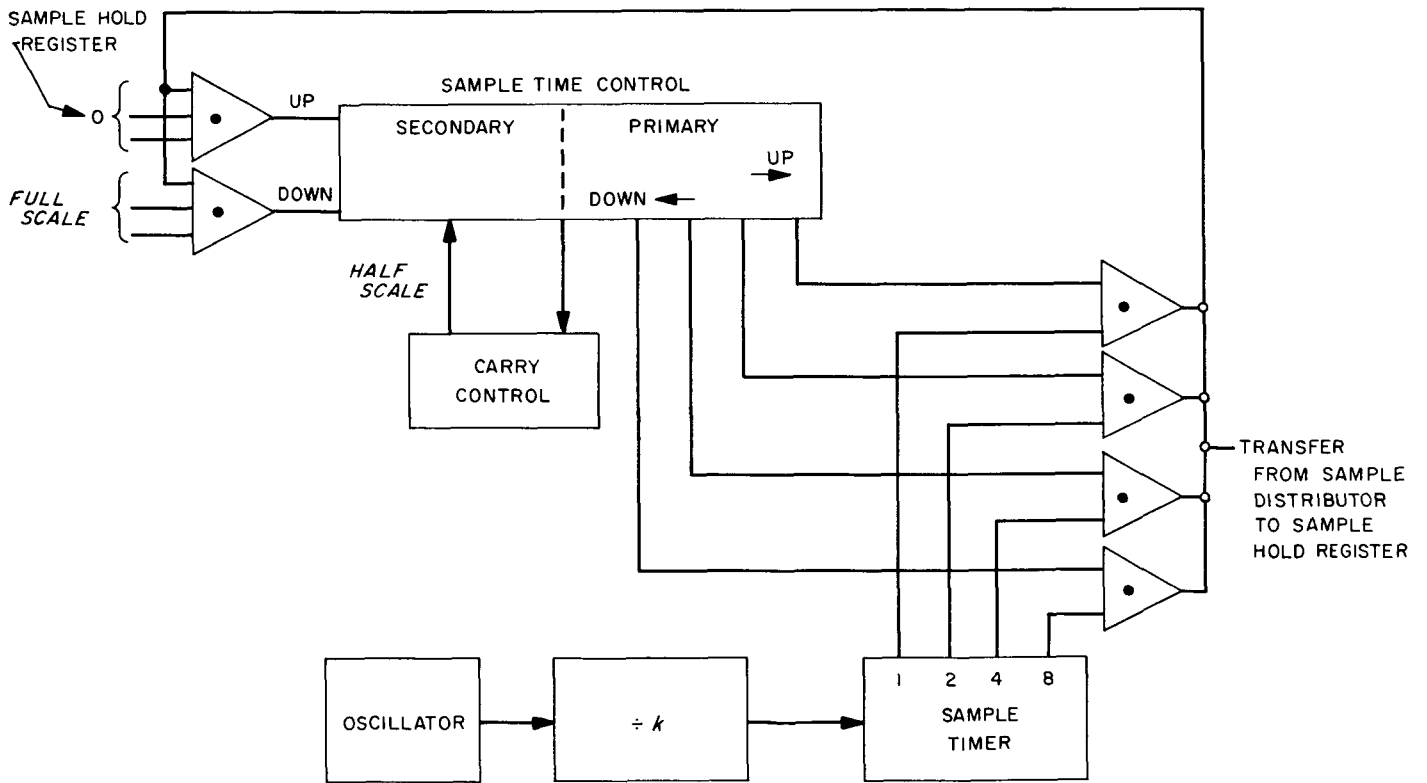 SAMPLE HOLD
REGISTER
0
UP
FULL
SCALE
DOWN
SAMPLE TIME CONTROL
SECONDARY
PRIMARY
UP
DOWN
HALF
SCALE
CARRY
CONTROL
TRANSFER
FROM SAMPLE
DISTRIBUTOR
TO SAMPLE
HOLD REGISTER
OSCILLATOR
÷ k
1 2 4 8
SAMPLE
TIMER